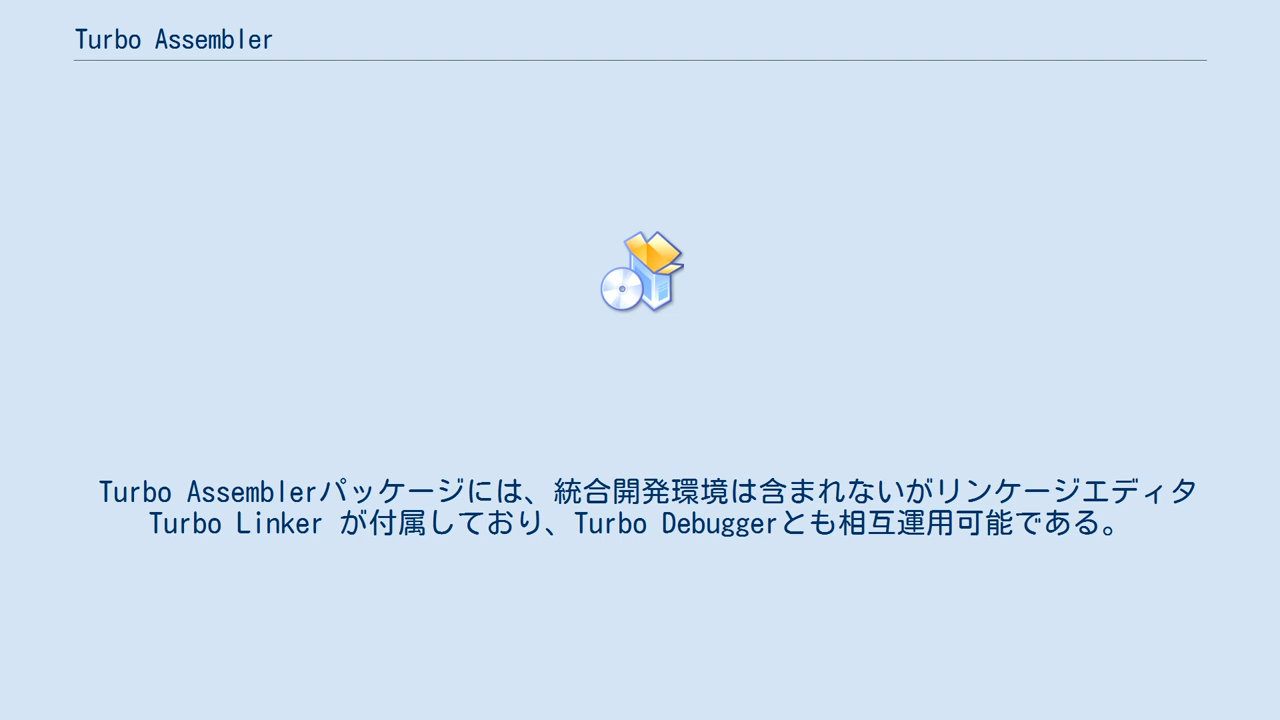 Turbo Assembler
Turbo Assemblerパッケージには、統合開発環境は含まれないがリンケージエディタ
Turbo Linker が付属しており、Turbo Debuggerとも相互運用可能である。